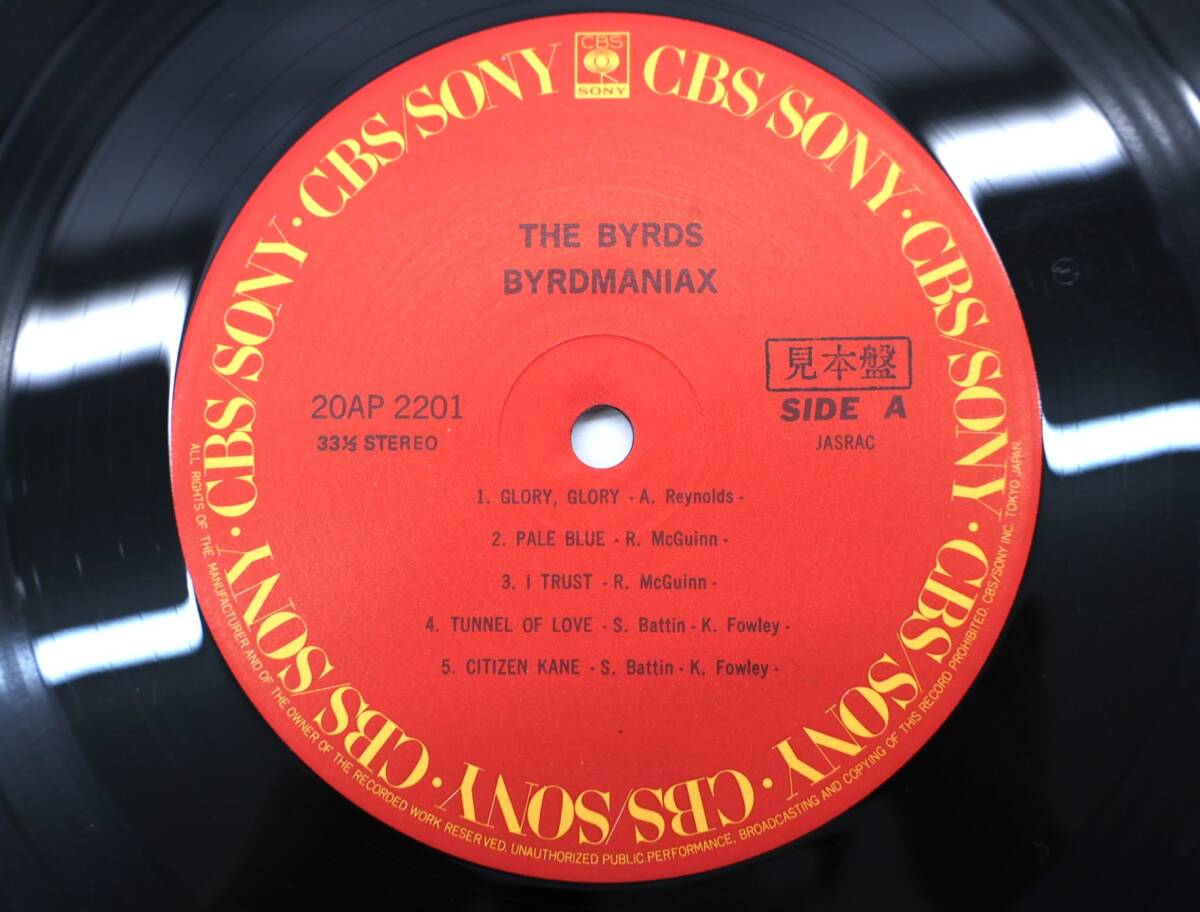 CBS
SONY
CBS/SONY · CBS/SONY · CBS/SONY · CBS/SONY · CBS/SONY · CBS/SONY · CBS/SONY · CBS/SONY · CBS/SONY
THE BYRDS
BYRDMANIAX
見本盤
20AP 2201
SIDE A
33⅓ STEREO
JASRAC
1. GLORY, GLORY - A. Reynolds -
2. PALE BLUE - R. McGuinn -
3. I TRUST - R. McGuinn -
4. TUNNEL OF LOVE - S. Battin - K. Fowley -
5. CITIZEN KANE - S. Battin - K. Fowley -
ALL RIGHTS OF THE MANUFACTURER AND OF THE OWNER OF THE RECORDED WORK RESERVED. UNAUTHORIZED PUBLIC. PERFORMANCE, BROADCASTING AND COPYING OF THIS RECORD PROHIBITED. CBS/SONY INC. TOKYO JAPAN.